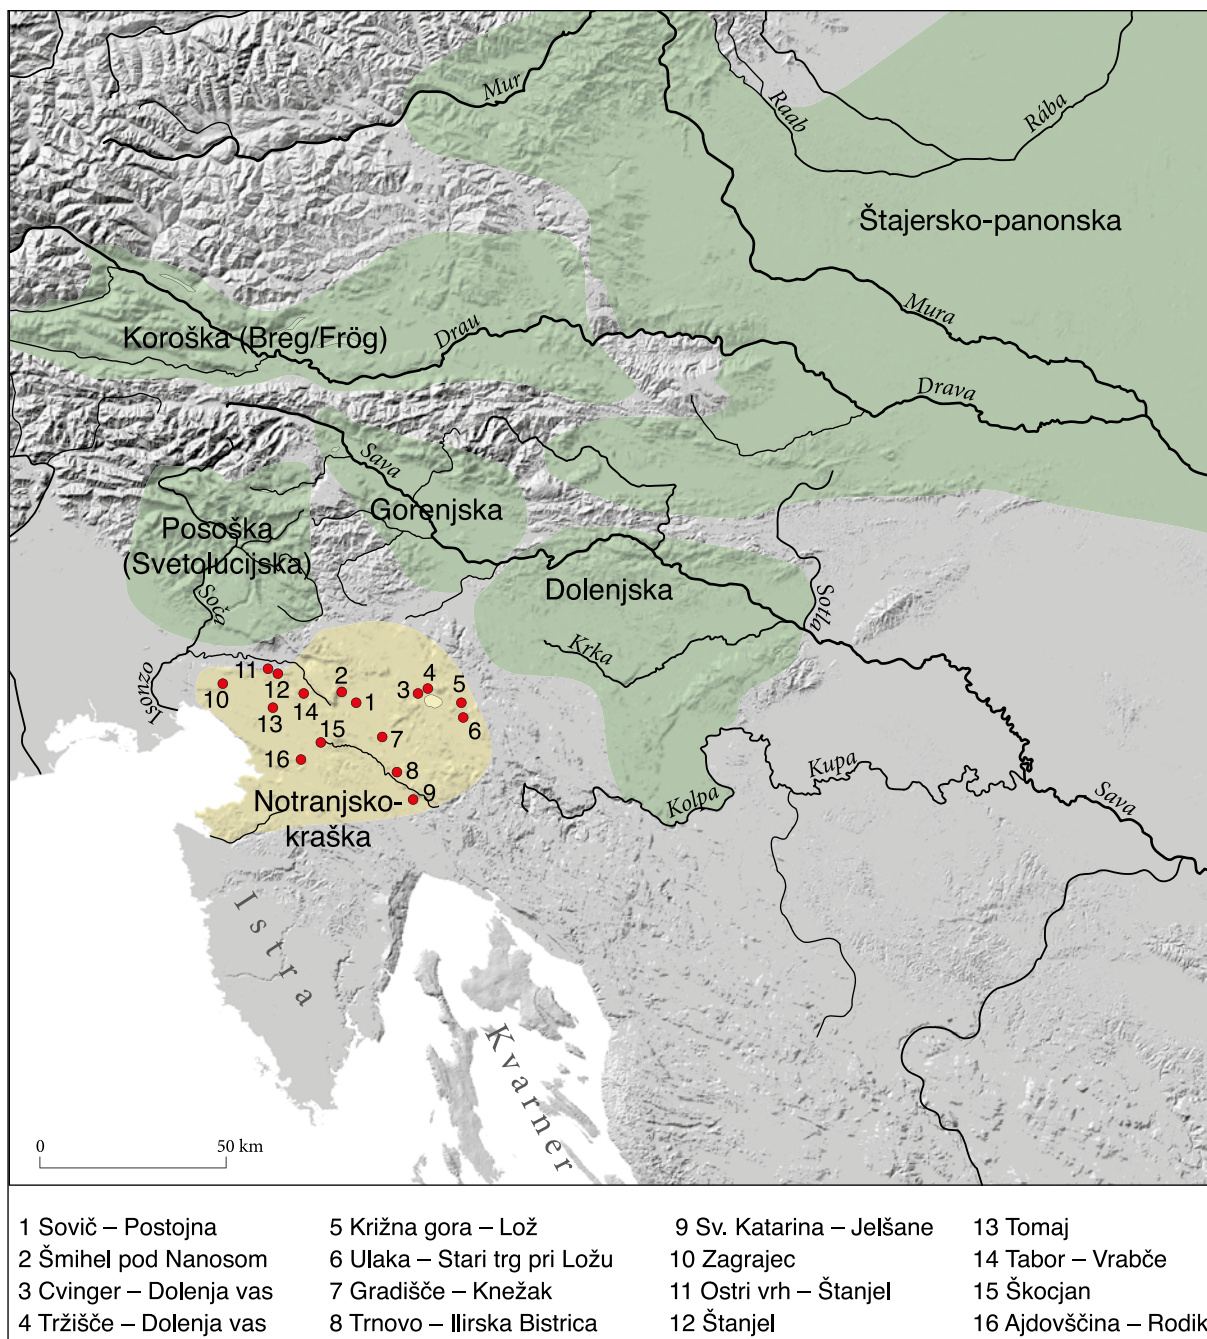 Mur
Raab
Rába
Štajersko-panonska
Mura
Koroška (Breg/Frög)
Drau
Drava
Sava
Gorenjska
Posoška
(Svetolucijska)
Dolenjska
Soča
Sotla
Krka
Isonzo
11
12
10
13
14
2
1
3
4
5
6
15
7
16
8
9
Notranjsko-
kraška
Kolpa
Kupa
Sava
Istra
Kvarner
0 50 km
1 Sovič – Postojna
2 Šmihel pod Nanosom
3 Cvinger – Dolenja vas
4 Tržišče – Dolenja vas
5 Križna gora – Lož
6 Ulaka – Stari trg pri Ložu
7 Gradišče – Knežak
8 Trnovo – Ilirska Bistrica
9 Sv. Katarina – Jelšane
10 Zagrajec
11 Ostri vrh – Štanjel
12 Štanjel
13 Tomaj
14 Tabor – Vrabče
15 Škocjan
16 Ajdovščina – Rodik